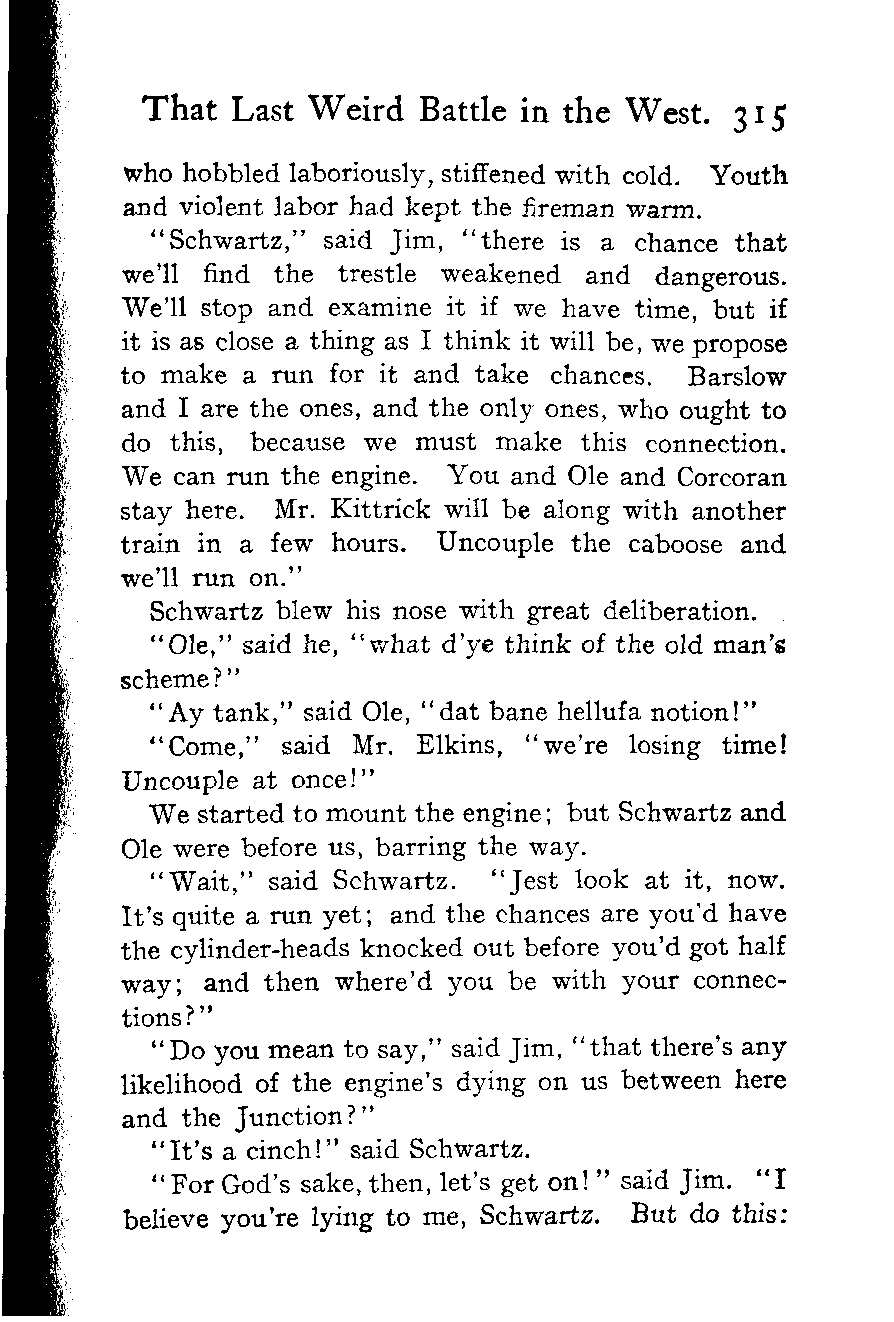 That Last Weird Battle in the West. 315
who hobbled laboriously, stiffened with cold. Youth
and violent labor had kept the fireman warm.
"Schwartz," said Jim, "there is a chance that
we'll find the trestle weakened and dangerous.
We'll stop and examine it if we have time, but if
it is as close a thing as I think it will be, we propose
to make a run for it and take chances. Barslow
and I are the ones, and the only ones, who ought to
do this, because we must make this connection.
We can run the engine. You and Ole and Corcoran
stay here. Mr. Kittrick will be along with another
train in a few hours. Uncouple the caboose and
we'll run on."
Schwartz blew his nose with great deliberation.
"Ole," said he, "what d'ye think of the old man's
scheme?"
"Ay tank," said Ole, "dat bane hellufa notion!"
"Come," said Mr. Elkins, "we're losing time!
Uncouple at once!"
We started to mount the engine; but Schwartz and
Ole were before us, barring the way.
"Wait," said Schwartz. "Jest look at it, now.
It's quite a run yet; and the chances are you'd have
the cylinder-heads knocked out before you'd got half
way; and then where'd you be with your connec-
tions?"
"Do you mean to say," said Jim, "that there's any
likelihood of the engine's dying on us between here
and the Junction?"
"It's a cinch!" said Schwartz.
"For God's sake, then, let's get on!" said Jim. "I
believe you're lying to me, Schwartz. But do this: